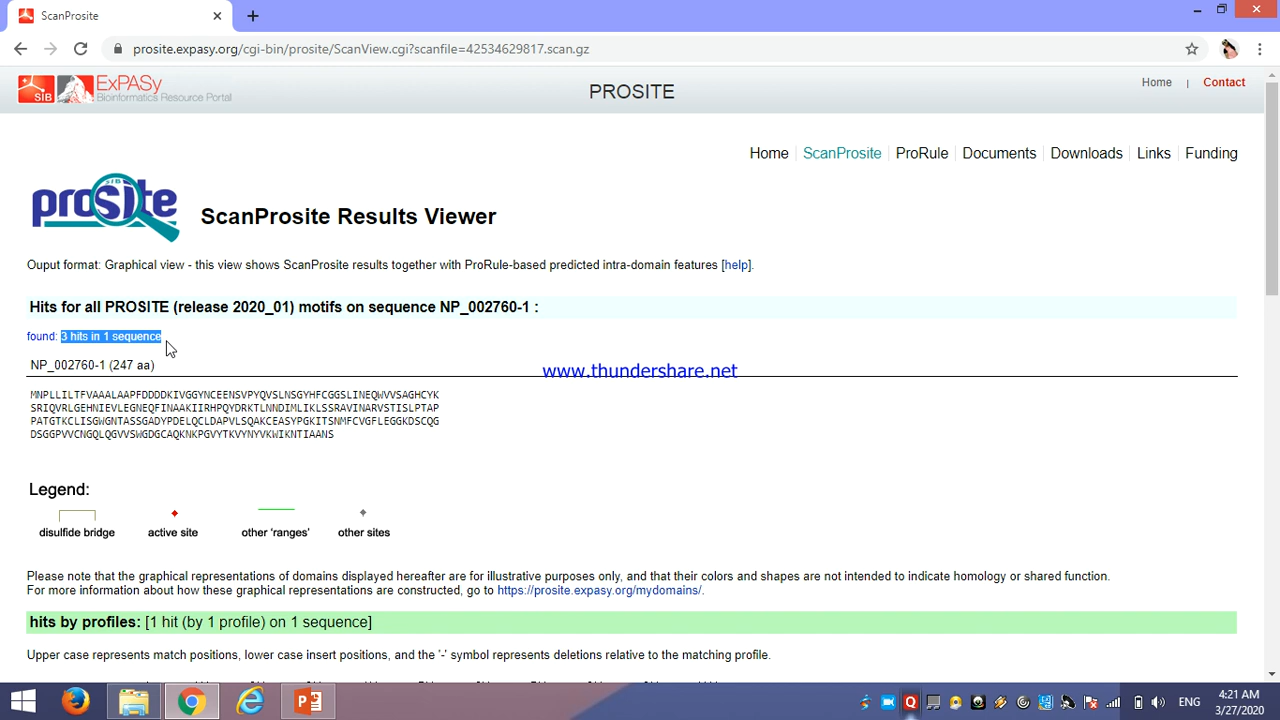 ScanProsite
prosite.expasy.org/cgi-bin/prosite/ScanView.cgi?scanfile=42534629817.scan.gz
SIB
ExPASy
Bioinformatics Resource Portal
PROSITE
Home | Contact
Home ScanProsite ProRule Documents Downloads Links Funding
SIB
prosite
ScanProsite Results Viewer
Ouput format: Graphical view - this view shows ScanProsite results together with ProRule-based predicted intra-domain features [help].
Hits for all PROSITE (release 2020_01) motifs on sequence NP_002760-1 :
found: 3 hits in 1 sequence
NP_002760-1 (247 aa)
www.thundershare.net
MNPLLILTFVAAALAAPFDDDDKIVGGYNCEENSVPYQVSLNSGYHFCGGSLINEQWVVSAGHCYK
SRIQVRLGEHNIEVLEGNEQFINAAKIIRHPQYDRKTLNNDIMLIKLSSRAVINARVSTISLPTAP
PATGTKCLISGWGNTASSGADYPDELQCLDAPVLSQAKCEASYPGKITSNMFCVGFLEGGKDSCQG
DSGGPVVCNGQLQGVVSWGDGCAQKNKPGVYTKVYNYVKWIKNTIAANS
Legend:
disulfide bridge active site other 'ranges' other sites
Please note that the graphical representations of domains displayed hereafter are for illustrative purposes only, and that their colors and shapes are not intended to indicate homology or shared function.
For more information about how these graphical representations are constructed, go to https://prosite.expasy.org/mydomains/.
hits by profiles: [1 hit (by 1 profile) on 1 sequence]
Upper case represents match positions, lower case insert positions, and the '-' symbol represents deletions relative to the matching profile.
ENG
4:21 AM
3/27/2020